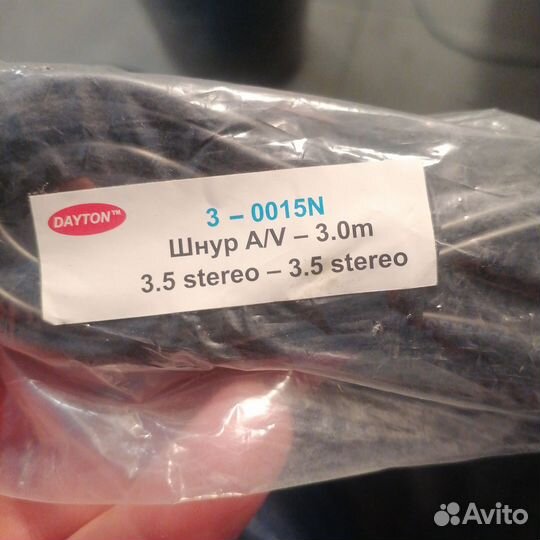 DAYTON™
3 – 0015N
Шнур A/V – 3.0m
3.5 stereo – 3.5 stereo
Avito